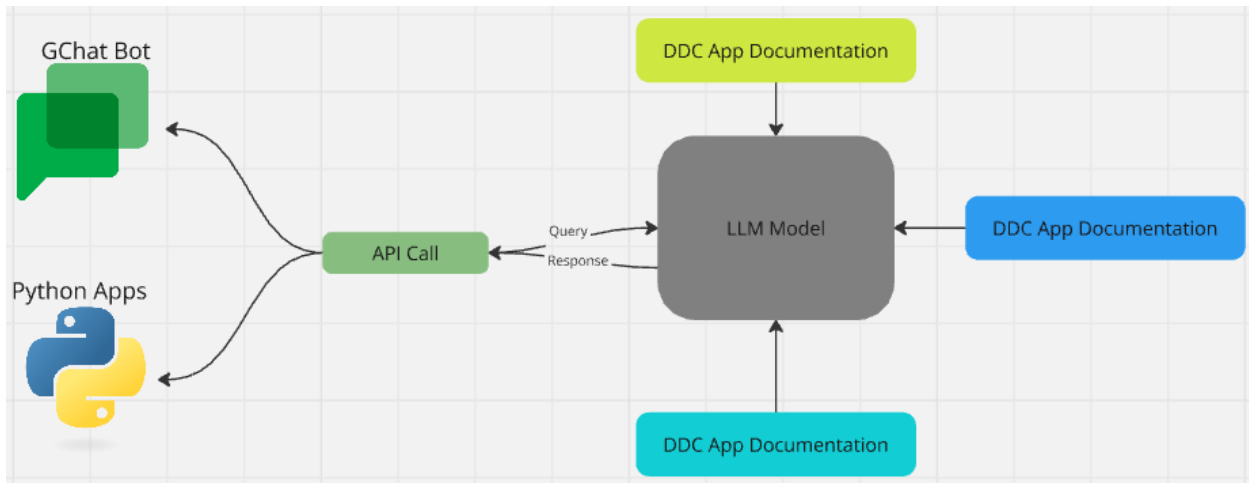 GChat Bot
DDC App Documentation
Query
LLM Model
DDC App Documentation
API Call
Response
Python Apps
DDC App Documentation